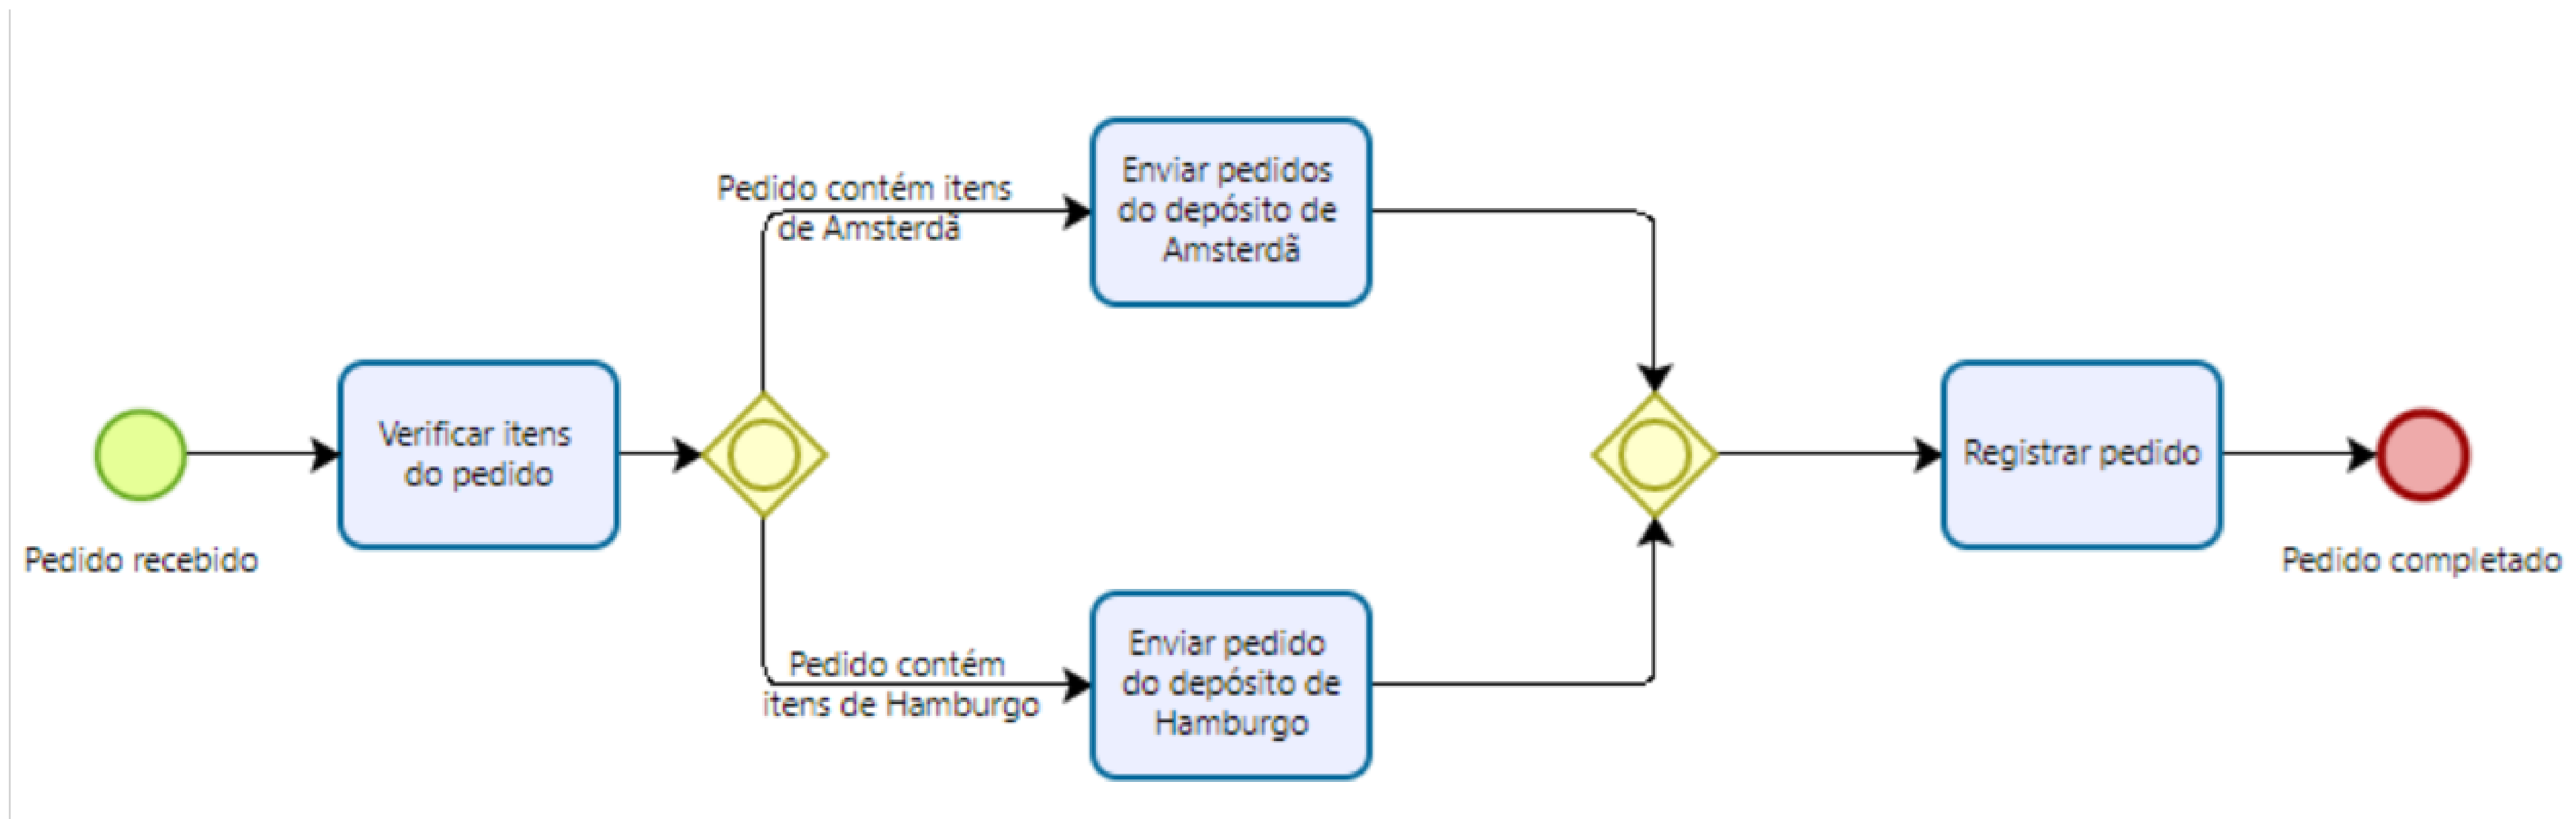 Pedido recebido
Verificar itens
do pedido
Pedido contém itens
de Amsterdã
Enviar pedidos
do depósito de
Amsterdã
Pedido contém
itens de Hamburgo
Enviar pedido
do depósito de
Hamburgo
Registrar pedido
Pedido completado